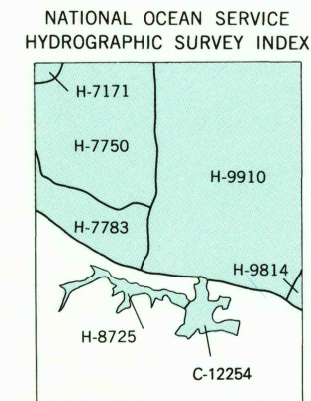 NATIONAL OCEAN SERVICE
HYDROGRAPHIC SURVEY INDEX
H-7171
H-7750
H-9910
H-7783
H-9814
H-8725
C-12254